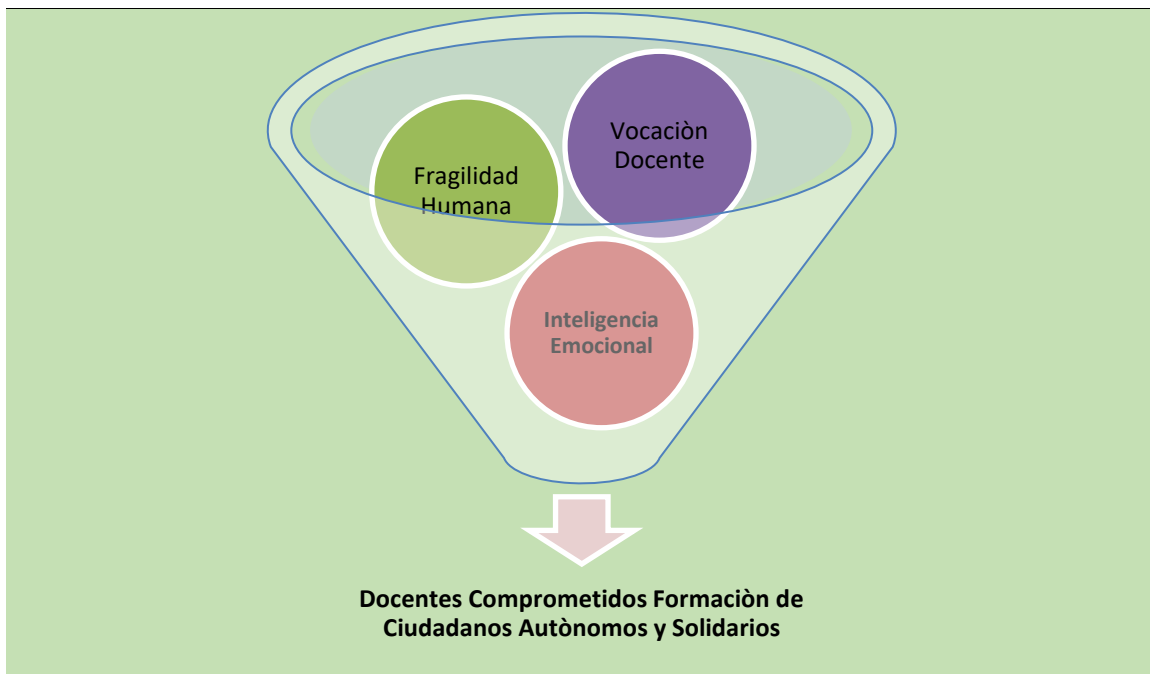 Vocaciòn
Docente
Fragilidad
Humana
Inteligencia
Emocional
Docentes Comprometidos Formaciòn de
Ciudadanos Autònomos y Solidarios